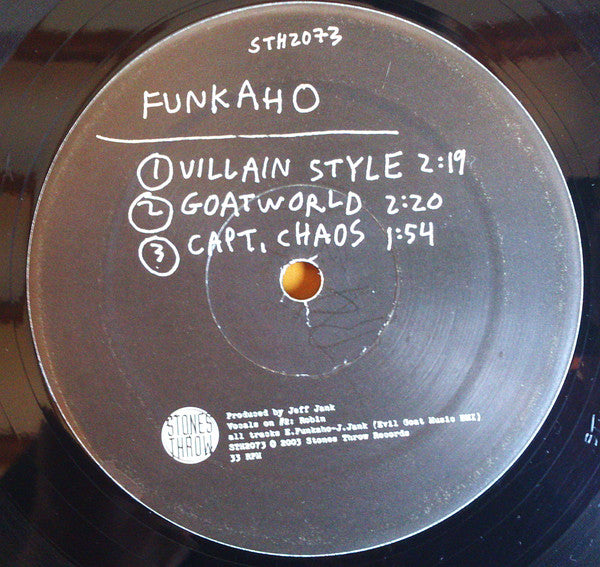 STH2073
FUNKAHO
1 VILLAIN STYLE 2:19
2 GOATWORLD 2:20
3 CAPT. CHAOS 1:54
STONES
THROW
Produced by Jeff Jank
Vocals on #2: Robin
all tracks E.Funkaho-J.Jank (Evil Goat Music BMI)
STH2073 © 2003 Stones Throw Records
33 RPM